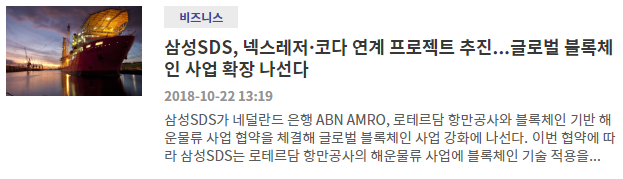 비즈니스
삼성SDS, 넥스레저·코다 연계 프로젝트 추진...글로벌 블록체
인 사업 확장 나선다
2018-10-22 13:19
삼성SDS가 네덜란드 은행 ABN AMRO, 로테르담 항만공사와 블록체인 기반 해
운물류 사업 협약을 체결해 글로벌 블록체인 사업 강화에 나선다. 이번 협약에 따
라 삼성SDS는 로테르담 항만공사의 해운물류 사업에 블록체인 기술 적용을...